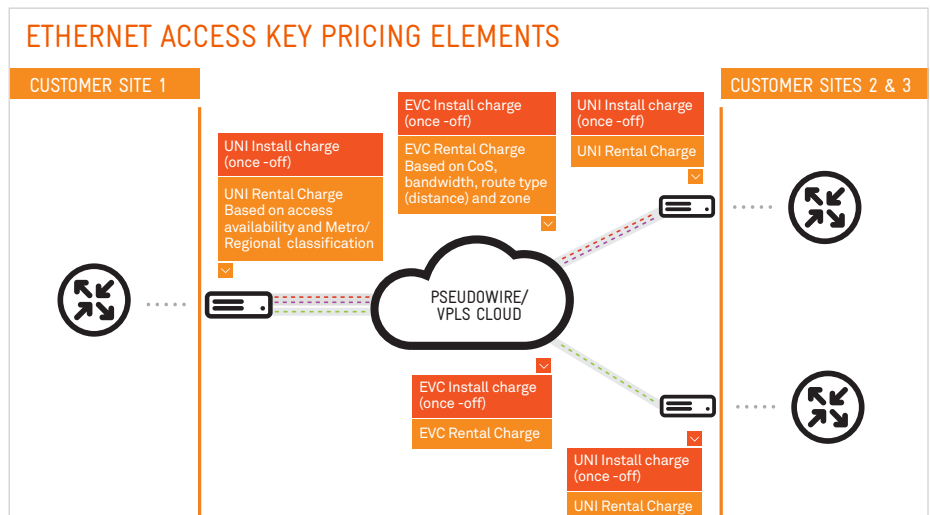 ETHERNET ACCESS KEY PRICING ELEMENTS
CUSTOMER SITE 1
CUSTOMER SITES 2 & 3
UNI Install charge
(once -off)
UNI Rental Charge
Based on access
availability and Metro/
Regional classification
EVC Install charge
(once -off)
EVC Rental Charge
Based on CoS,
bandwidth, route type
(distance) and zone
UNI Install charge
(once -off)
UNI Rental Charge
PSEUDOWIRE/
VPLS CLOUD
EVC Install charge
(once -off)
EVC Rental Charge
UNI Install charge
(once -off)
UNI Rental Charge